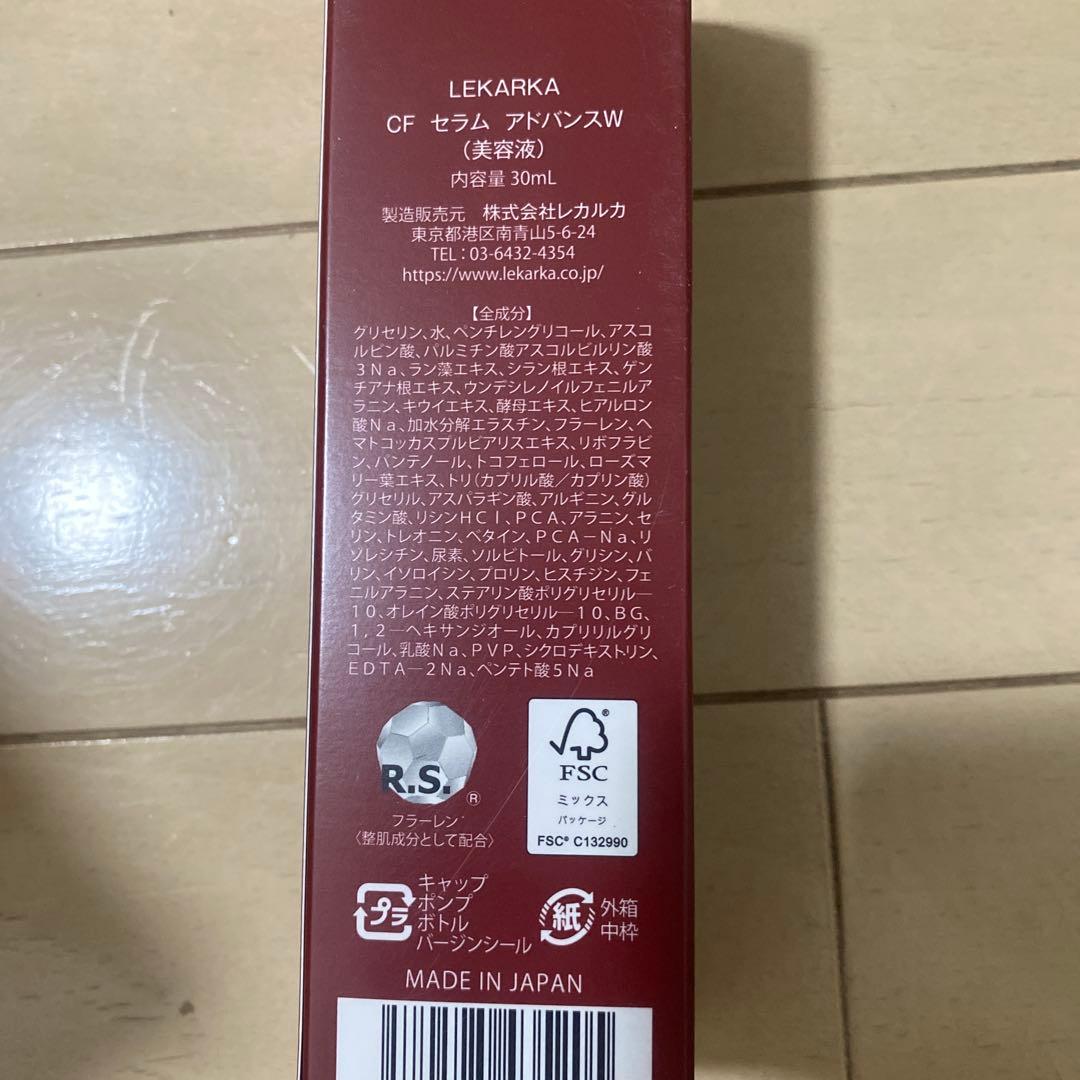 LEKARKA
CF セラム アドバンスW
（美容液）
内容量 30mL
製造販売元 株式会社レカルカ
東京都港区南青山5-6-24
TEL：03-6432-4354
https://www.lekarka.co.jp/
【全成分】
グリセリン、水、ペンチレングリコール、アスコ
ルビン酸、パルミチン酸アスコルビルリン酸
３Ｎａ、ラン藻エキス、シラン根エキス、ゲン
チアナ根エキス、ウンデシレノイルフェニルア
ラニン、キウイエキス、酵母エキス、ヒアルロン
酸Ｎａ、加水分解エラスチン、フラーレン、ヘ
マトコッカスプルビアリスエキス、リボフラビ
ン、パンテノール、トコフェロール、ローズマ
リー葉エキス、トリ（カプリル酸／カプリン酸）
グリセリル、アスパラギン酸、アルギニン、グル
タミン酸、リシンＨＣｌ、ＰＣＡ、アラニン、セ
リン、トレオニン、ベタイン、ＰＣＡ－Ｎａ、リ
ゾレシチン、尿素、ソルビトール、グリシン、バ
リン、イソロイシン、プロリン、ヒスチジン、フェ
ニルアラニン、ステアリン酸ポリグリセリル―
１０、オレイン酸ポリグリセリル―１０、ＢＧ、
１，２―ヘキサンジオール、カプリリルグリ
コール、乳酸Ｎａ、ＰＶＰ、シクロデキストリン、
ＥＤＴＡ―２Ｎａ、ペンテト酸５Ｎａ
R.S.®
フラーレン
〈整肌成分として配合〉
®
FSC
ミックス
パッケージ
FSC® C132990
プラ
キャップ
ポンプ
ボトル
バージンシール
紙
外箱
中枠
MADE IN JAPAN